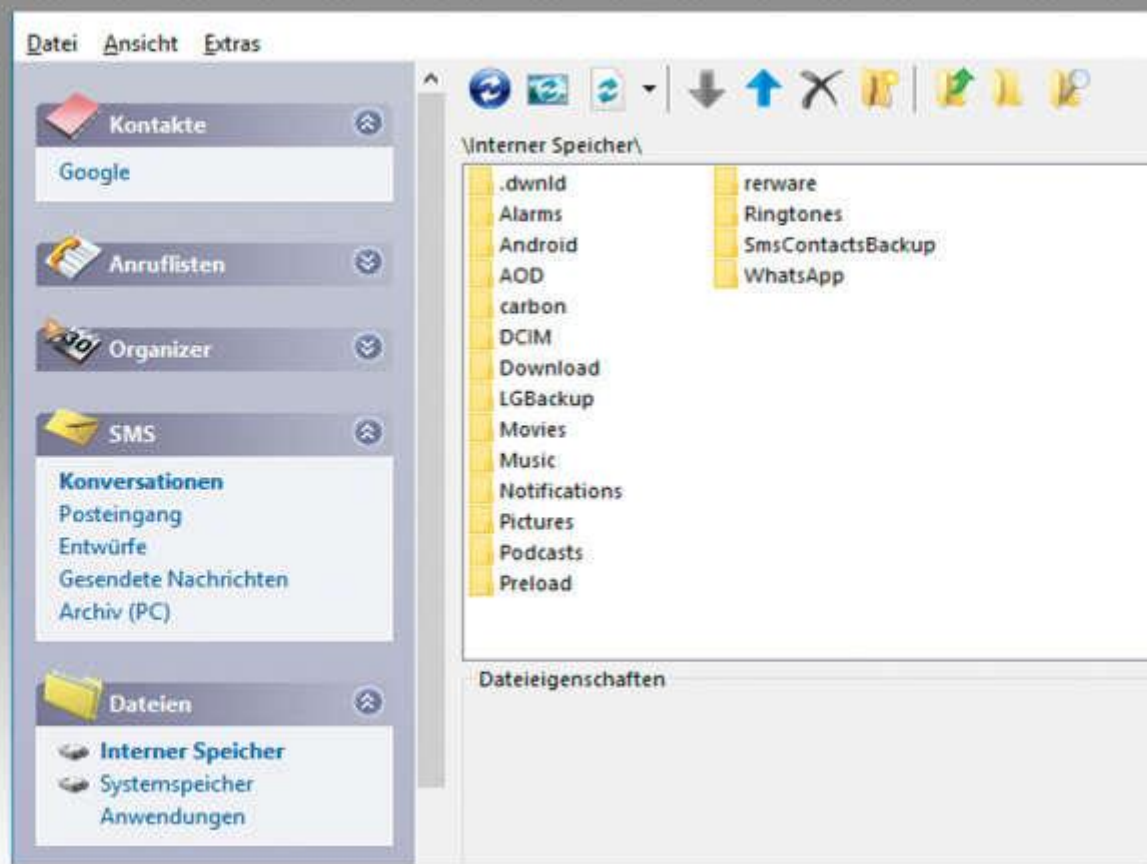 Datei Ansicht Extras
Kontakte
Google
Anruflisten
30
Organizer
SMS
Konversationen
Posteingang
Entwürfe
Gesendete Nachrichten
Archiv (PC)
Dateien
Interner Speicher
Systemspeicher
Anwendungen
\Interner Speicher\
.dwnld
Alarms
Android
AOD
carbon
DCIM
Download
LGBackup
Movies
Music
Notifications
Pictures
Podcasts
Preload
rerware
Ringtones
SmsContactsBackup
WhatsApp
Dateieigenschaften